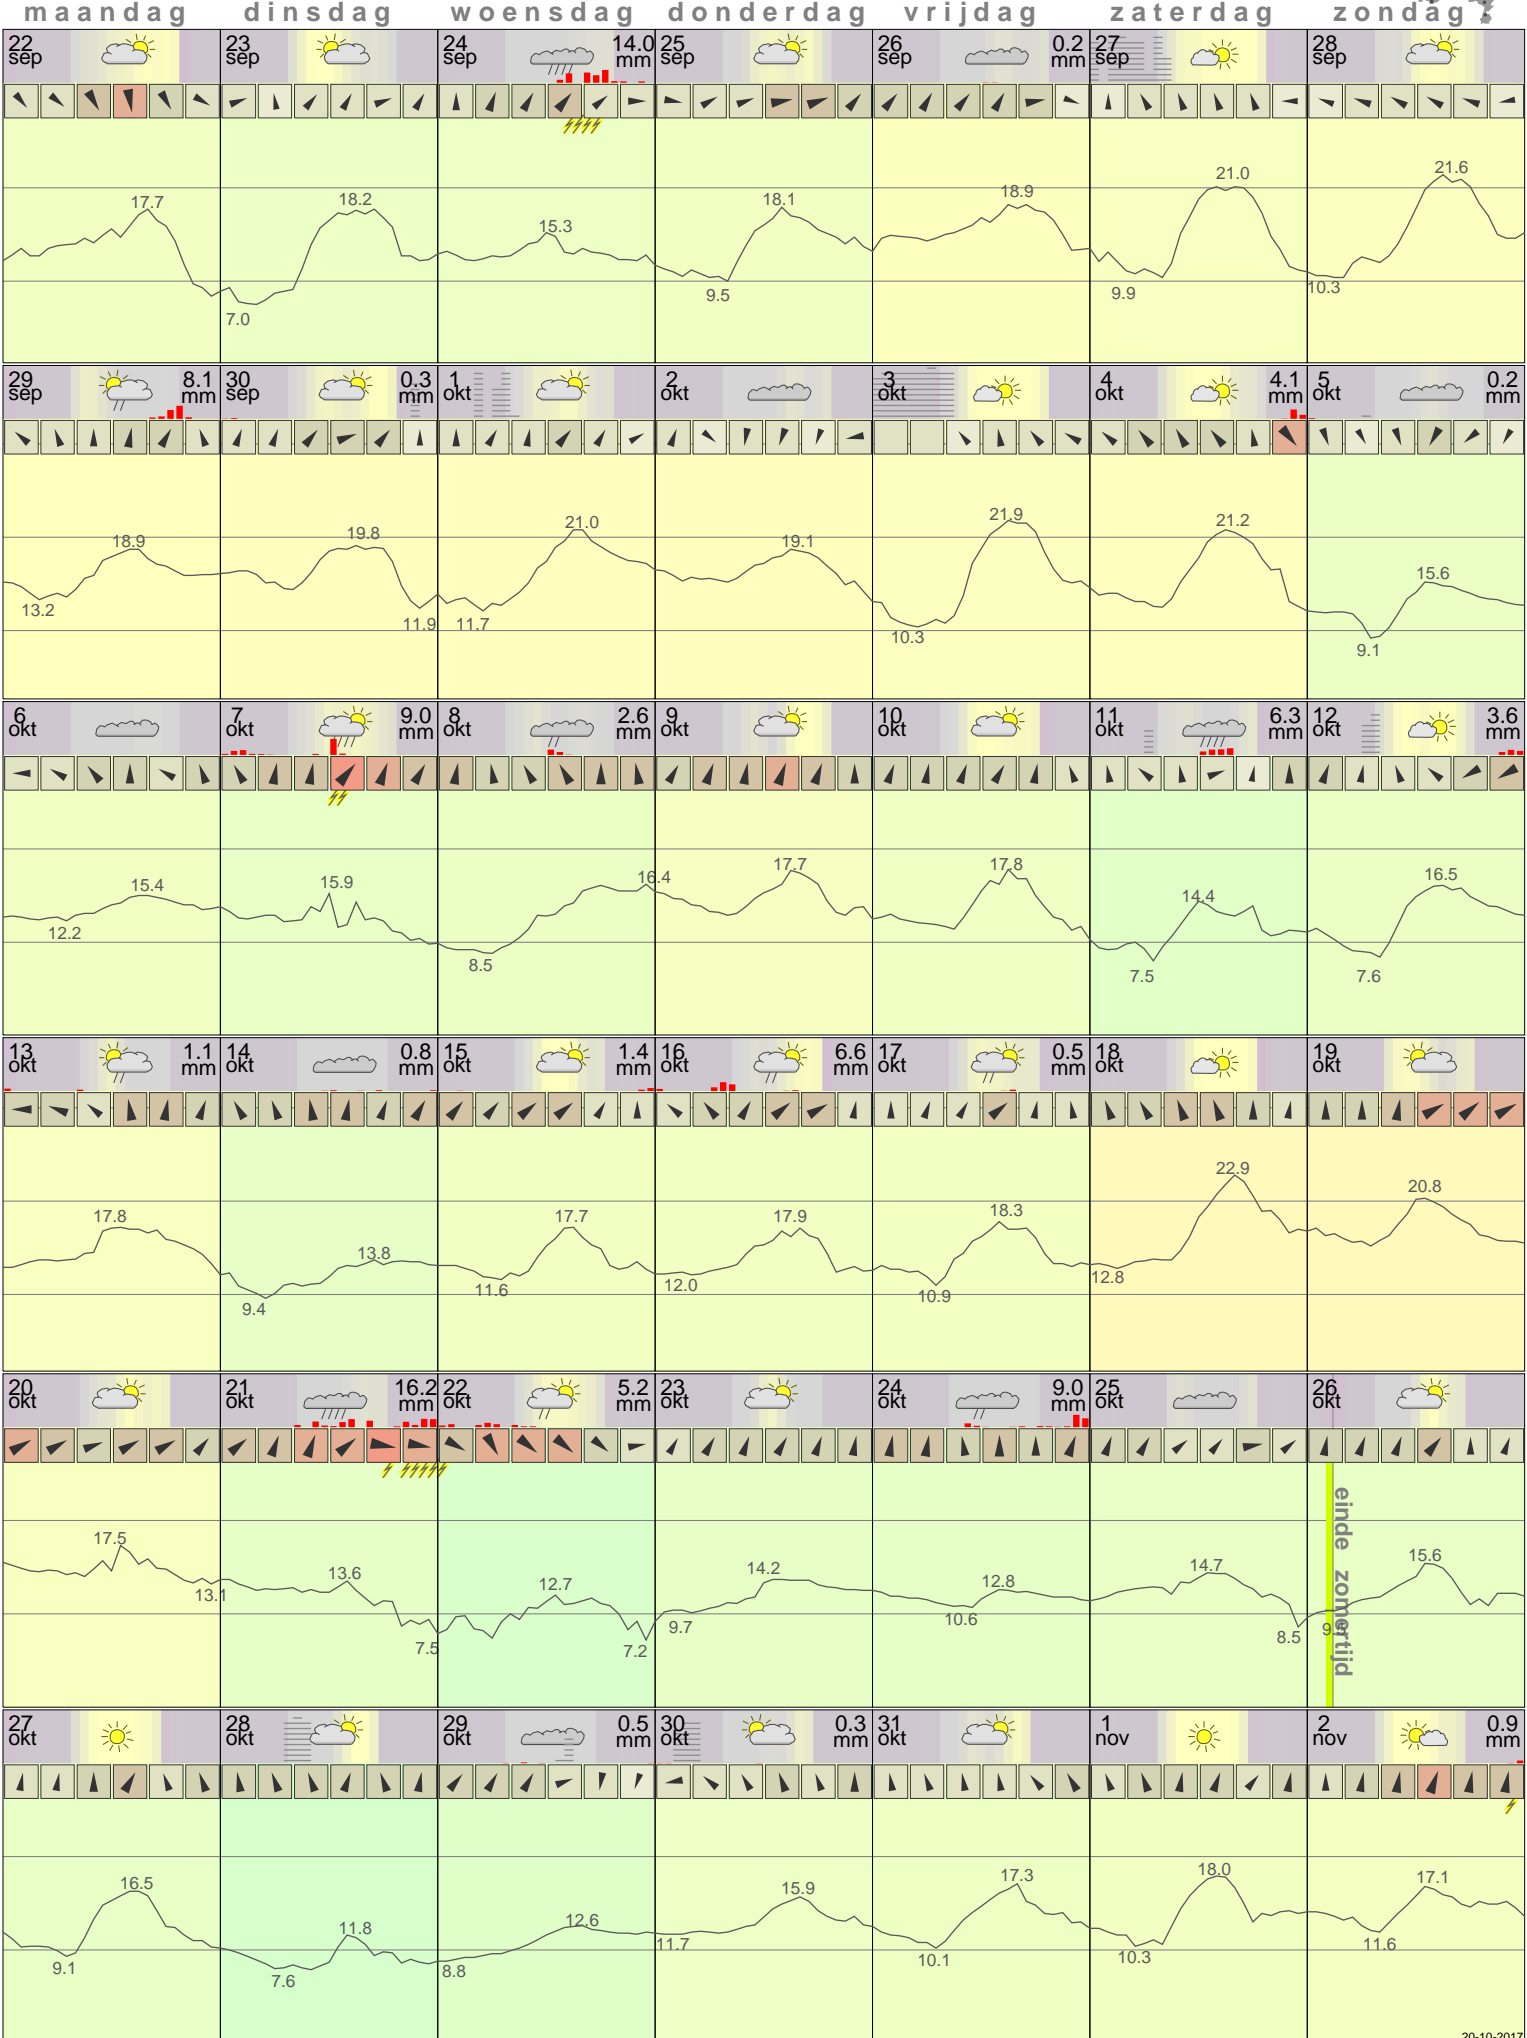 maandag dinsdag woensdag donderdag vrijdag zaterdag zondag
22 sep 23 sep 24 sep 14.0 mm 25 sep 26 sep 0.2 mm 27 sep 28 sep
17.7 7.0 18.2 15.3 9.5 18.1 18.9 9.9 21.0 10.3 21.6
29 sep 8.1 mm 30 sep 0.3 mm 1 okt 2 okt 3 okt 4 okt 4.1 mm 5 okt 0.2 mm
13.2 18.9 19.8 11.9 11.7 21.0 19.1 10.3 21.9 21.2 9.1 15.6
6 okt 7 okt 9.0 mm 8 okt 2.6 mm 9 okt 10 okt 11 okt 6.3 mm 12 okt 3.6 mm
12.2 15.4 15.9 8.5 16.4 17.7 17.8 7.5 14.4 7.6 16.5
13 okt 1.1 mm 14 okt 0.8 mm 15 okt 1.4 mm 16 okt 6.6 mm 17 okt 0.5 mm 18 okt 19 okt
17.8 9.4 13.8 11.6 17.7 12.0 17.9 10.9 18.3 12.8 22.9 20.8
20 okt 21 okt 16.2 mm 22 okt 5.2 mm 23 okt 24 okt 9.0 mm 25 okt 26 okt
17.5 13.1 13.6 7.5 12.7 7.2 9.7 14.2 10.6 12.8 14.7 8.5 15.6
einde zomertijd
27 okt 28 okt 29 okt 0.5 mm 30 okt 0.3 mm 31 okt 1 nov 2 nov 0.9 mm
9.1 16.5 7.6 11.8 8.8 12.6 11.7 15.9 10.1 17.3 10.3 18.0 11.6 17.1
20-10-2017